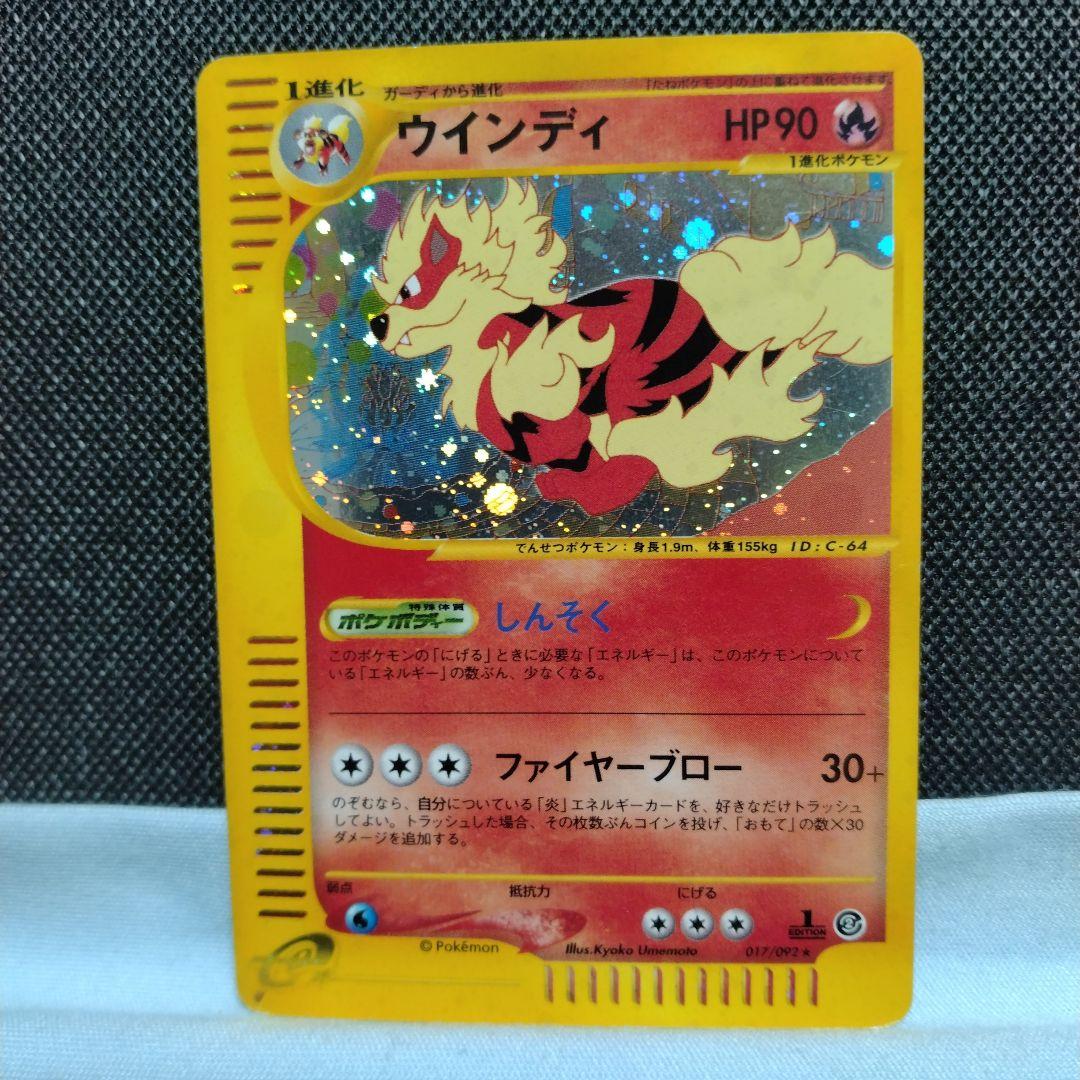 1進化 ガーディから進化 「たねポケモン」の上に重ねて進化させます
ウインディ HP90
1進化ポケモン
でんせつポケモン：身長1.9m、体重155kg ID：C-64
特殊体質
ポケボディー しんそく
このポケモンの「にげる」ときに必要な「エネルギー」は、このポケモンについて
いる「エネルギー」の数ぶん、少なくなる。
ファイヤーブロー 30+
のぞむなら、自分についている「炎」エネルギーカードを、好きなだけトラッシュ
してよい。トラッシュした場合、その枚数ぶんコインを投げ、「おもて」の数×30
ダメージを追加する。
弱点 抵抗力 にげる
1
EDITION
© Pokémon Illus.Kyoko Umemoto 017/092★
e